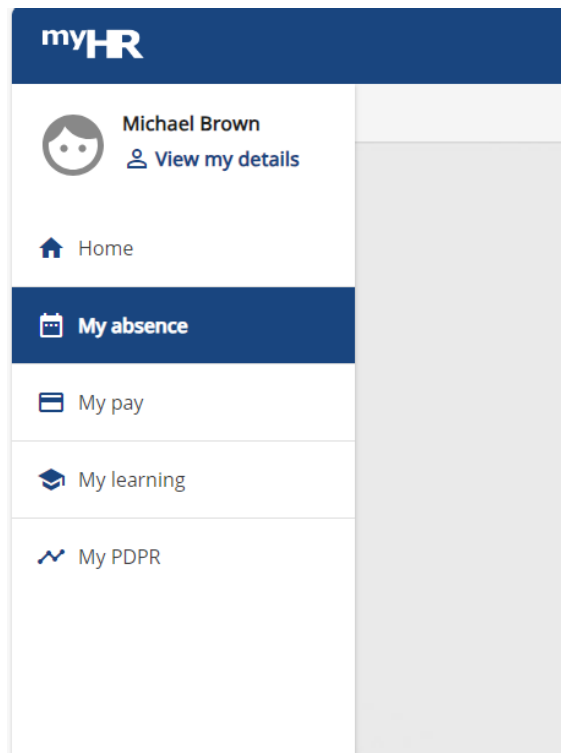 myHR
Michael Brown
View my details
Home
My absence
My pay
My learning
My PDPR